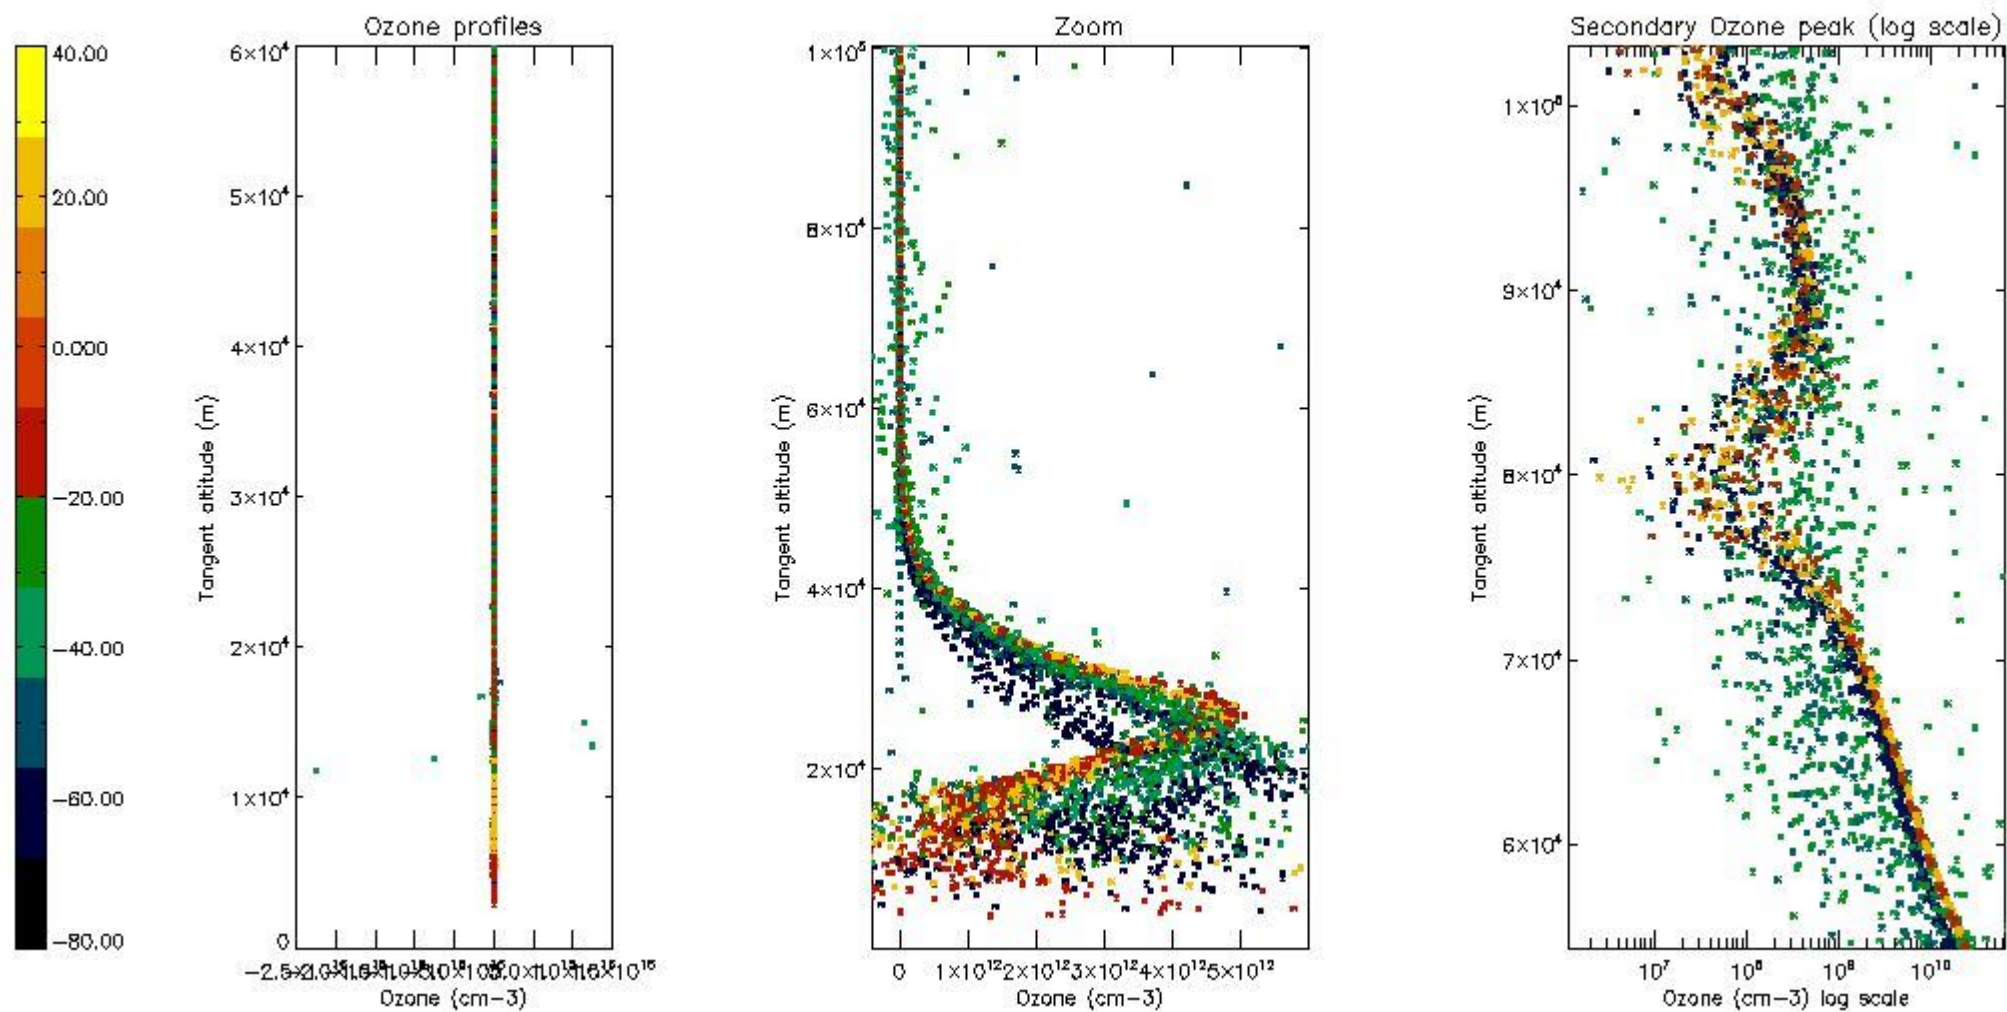 Ozone profiles
Zoom
Secondary Ozone peak (log scale)
40.00
20.00
0.000
−20.00
−40.00
−60.00
−80.00
6×10⁴
5×10⁴
4×10⁴
3×10⁴
2×10⁴
1×10⁴
0
Tangent altitude (m)
Ozone (cm−3)
1×10⁵
8×10⁴
6×10⁴
4×10⁴
2×10⁴
Tangent altitude (m)
0 1×10¹² 2×10¹² 3×10¹² 4×10¹² 5×10¹²
Ozone (cm−3)
9×10⁴
8×10⁴
7×10⁴
6×10⁴
Tangent altitude (m)
10⁷ 10⁸ 10⁹ 10¹⁰
Ozone (cm−3) log scale